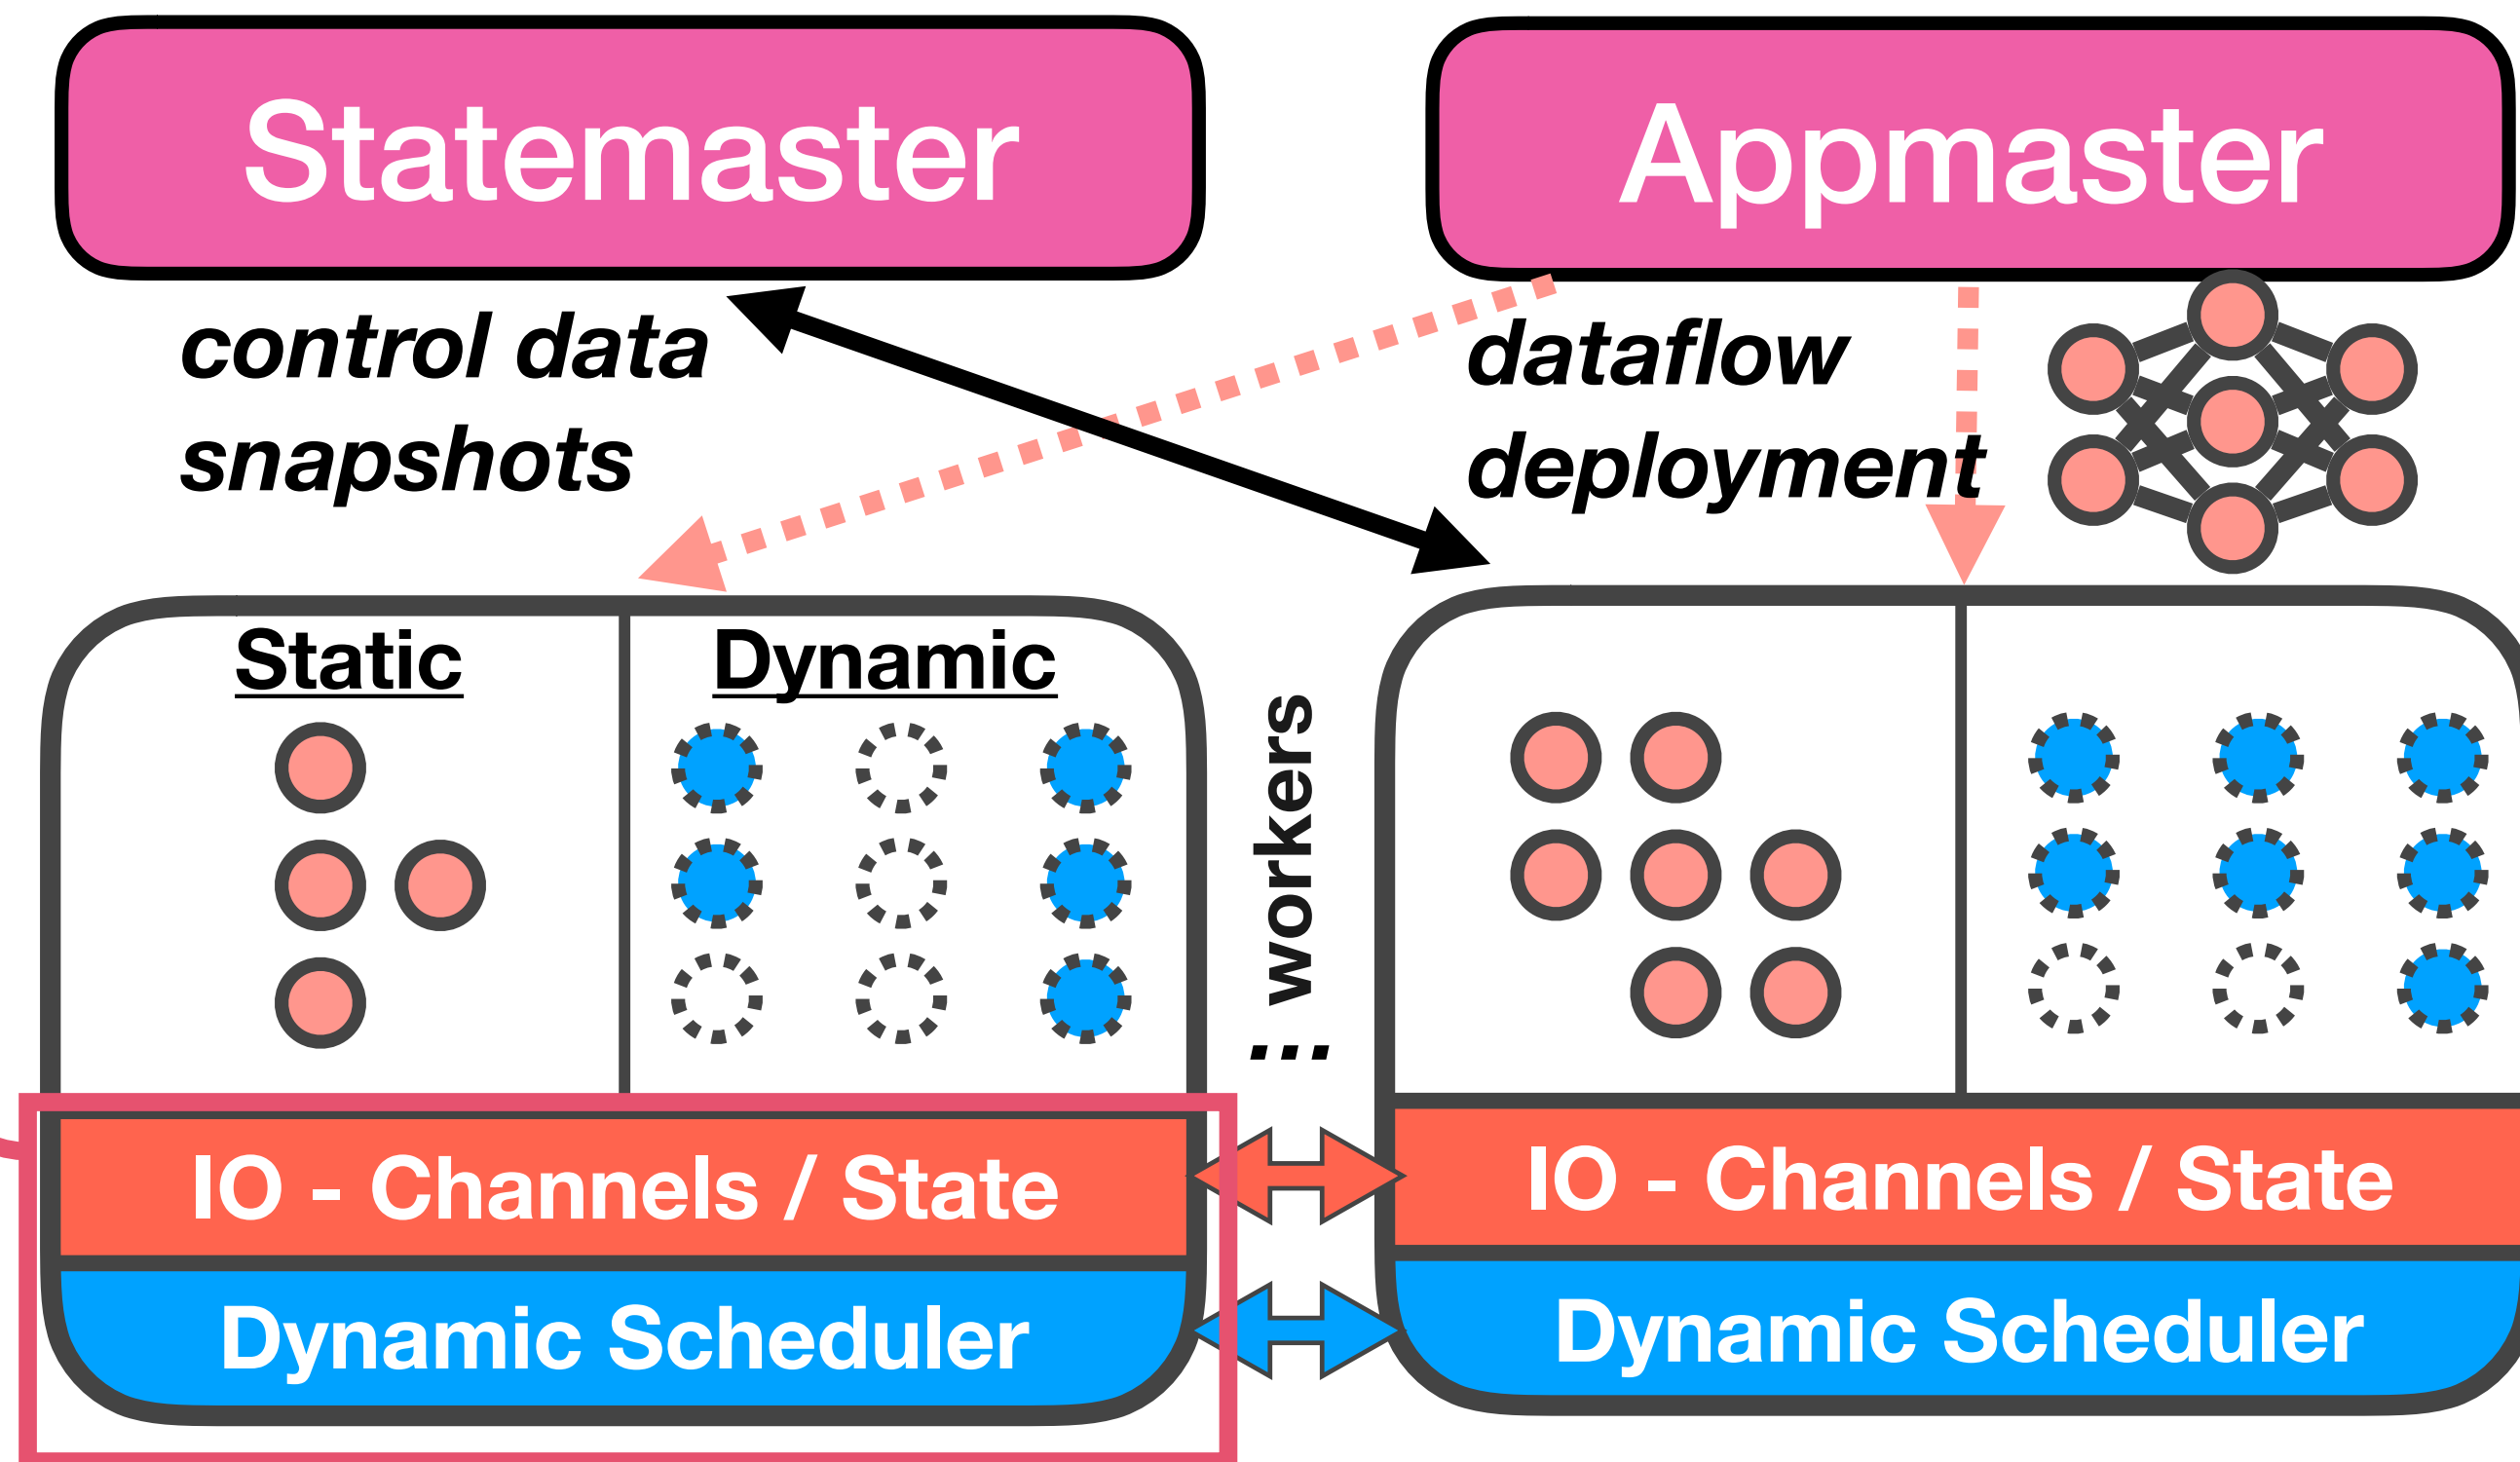 Statemaster
Appmaster
control data
snapshots
dataflow
deployment
Static
Dynamic
workers
...
IO - Channels / State
Dynamic Scheduler
IO - Channels / State
Dynamic Scheduler